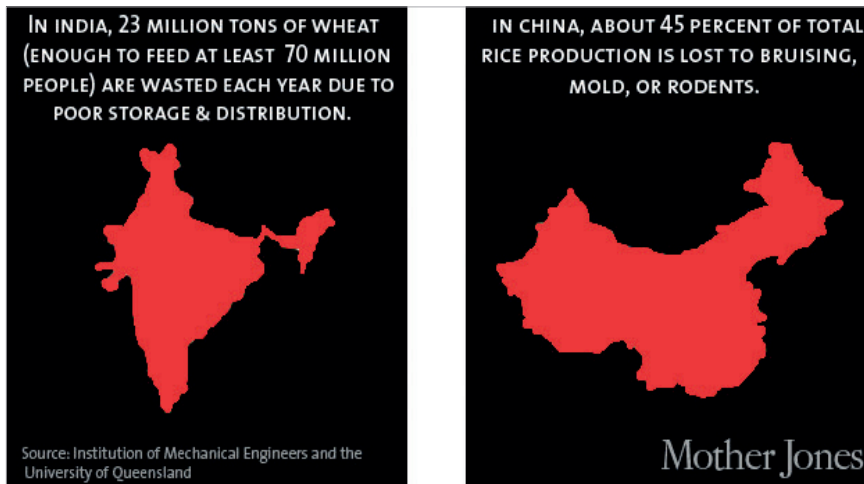 IN INDIA, 23 MILLION TONS OF WHEAT
(ENOUGH TO FEED AT LEAST 70 MILLION
PEOPLE) ARE WASTED EACH YEAR DUE TO
POOR STORAGE & DISTRIBUTION.
Source: Institution of Mechanical Engineers and the
University of Queensland
IN CHINA, ABOUT 45 PERCENT OF TOTAL
RICE PRODUCTION IS LOST TO BRUISING,
MOLD, OR RODENTS.
Mother Jones